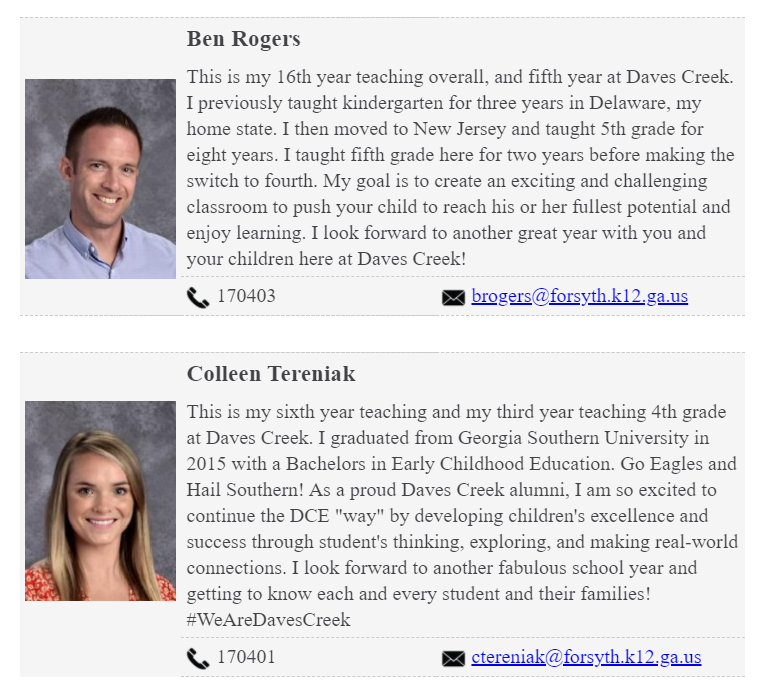 Ben Rogers
This is my 16th year teaching overall, and fifth year at Daves Creek.
I previously taught kindergarten for three years in Delaware, my
home state. I then moved to New Jersey and taught 5th grade for
eight years. I taught fifth grade here for two years before making the
switch to fourth. My goal is to create an exciting and challenging
classroom to push your child to reach his or her fullest potential and
enjoy learning. I look forward to another great year with you and
your children here at Daves Creek!
170403 brogers@forsyth.k12.ga.us
Colleen Tereniak
This is my sixth year teaching and my third year teaching 4th grade
at Daves Creek. I graduated from Georgia Southern University in
2015 with a Bachelors in Early Childhood Education. Go Eagles and
Hail Southern! As a proud Daves Creek alumni, I am so excited to
continue the DCE "way" by developing children's excellence and
success through student's thinking, exploring, and making real-world
connections. I look forward to another fabulous school year and
getting to know each and every student and their families!
#WeAreDavesCreek
170401 ctereniak@forsyth.k12.ga.us